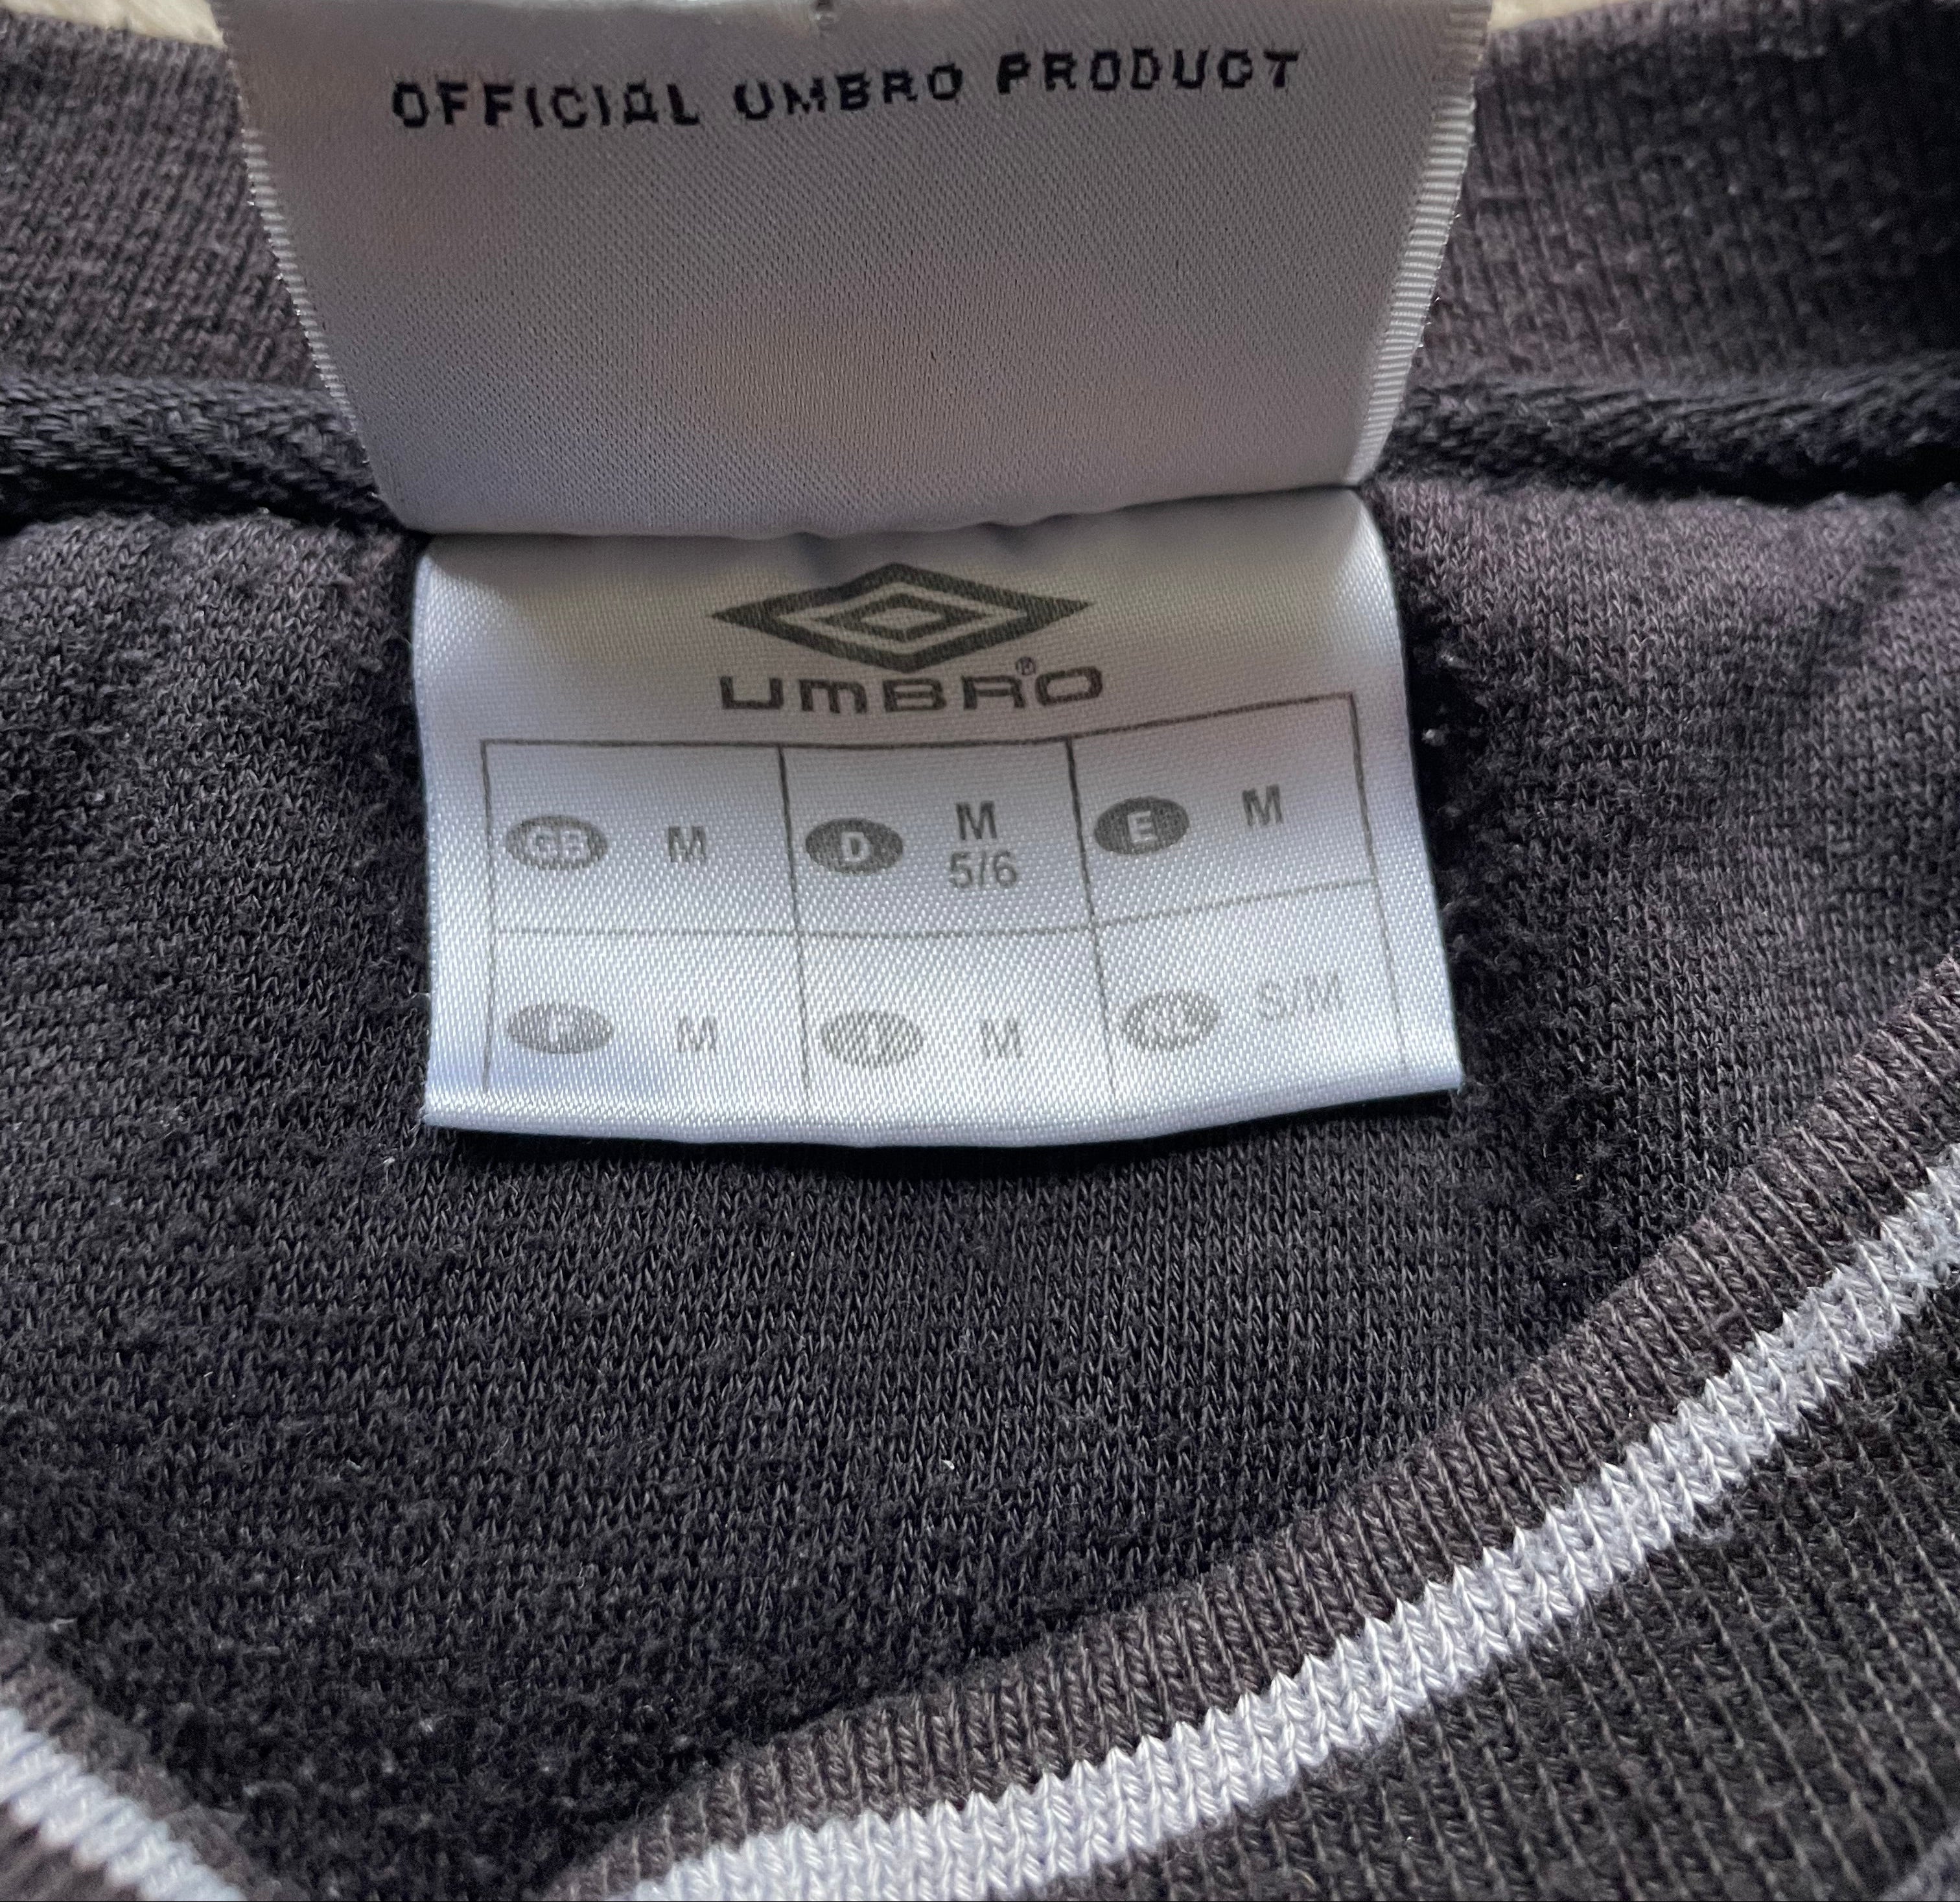 OFFICIAL UMBRO PRODUCT
UMBRO®
GB M D M E M
5/6
F M M S/M